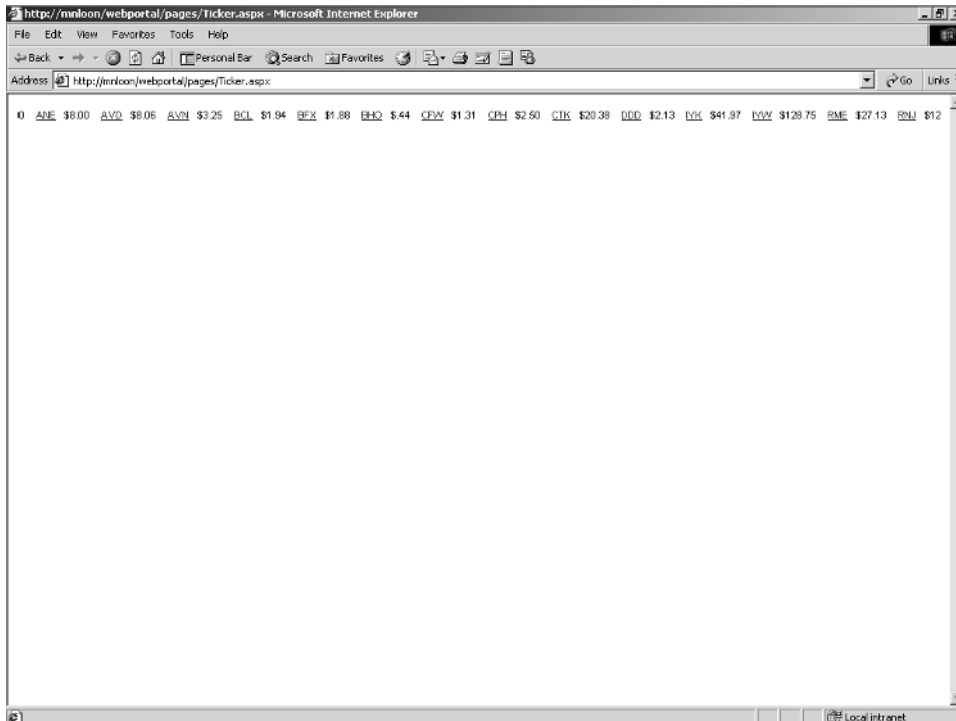 http://mnloon/webportal/pages/Ticker.aspx - Microsoft Internet Explorer
File Edit View Favorites Tools Help
Back Personal Bar Search Favorites
Address http://mnloon/webportal/pages/Ticker.aspx Go Links
0 ANE $8.00 AVD $8.06 AVN $3.25 BCL $1.94 BFX $1.88 BHO $.44 CFW $1.31 CPH $2.50 CTK $20.38 DDD $2.13 IYK $41.97 IYW $128.75 RME $27.13 RNJ $12
Local intranet